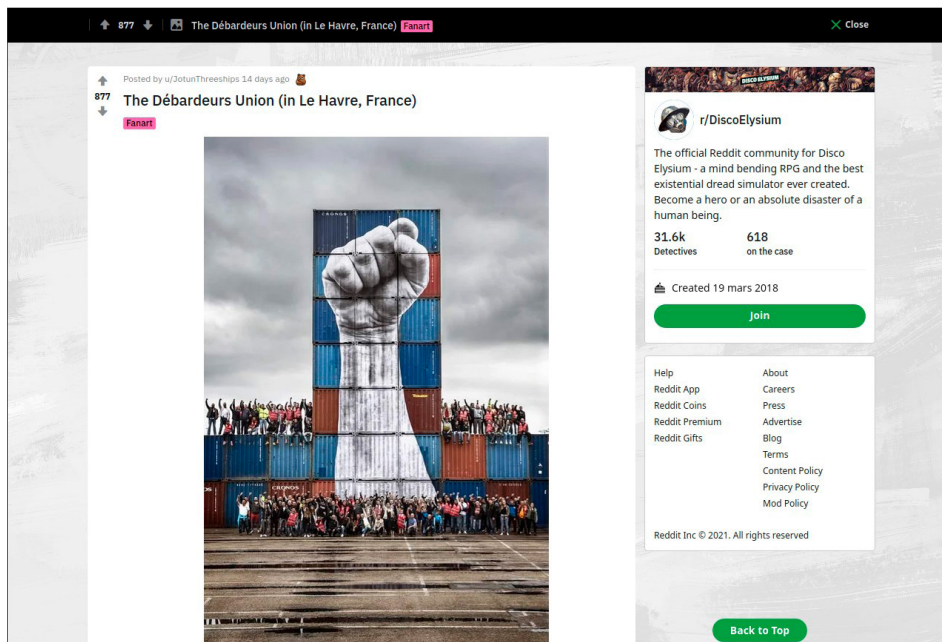 877
The Débardeurs Union (in Le Havre, France) Fanart
Close
Posted by u/JotunThreeships 14 days ago
877
The Débardeurs Union (in Le Havre, France)
Fanart
CRONOS
CRONOS
DISCO ELYSIUM
r/DiscoElysium
The official Reddit community for Disco
Elysium - a mind bending RPG and the best
existential dread simulator ever created.
Become a hero or an absolute disaster of a
human being.
31.6k 618
Detectives on the case
Created 19 mars 2018
Join
Help About
Reddit App Careers
Reddit Coins Press
Reddit Premium Advertise
Reddit Gifts Blog
Terms
Content Policy
Privacy Policy
Mod Policy
Reddit Inc © 2021. All rights reserved
Back to Top